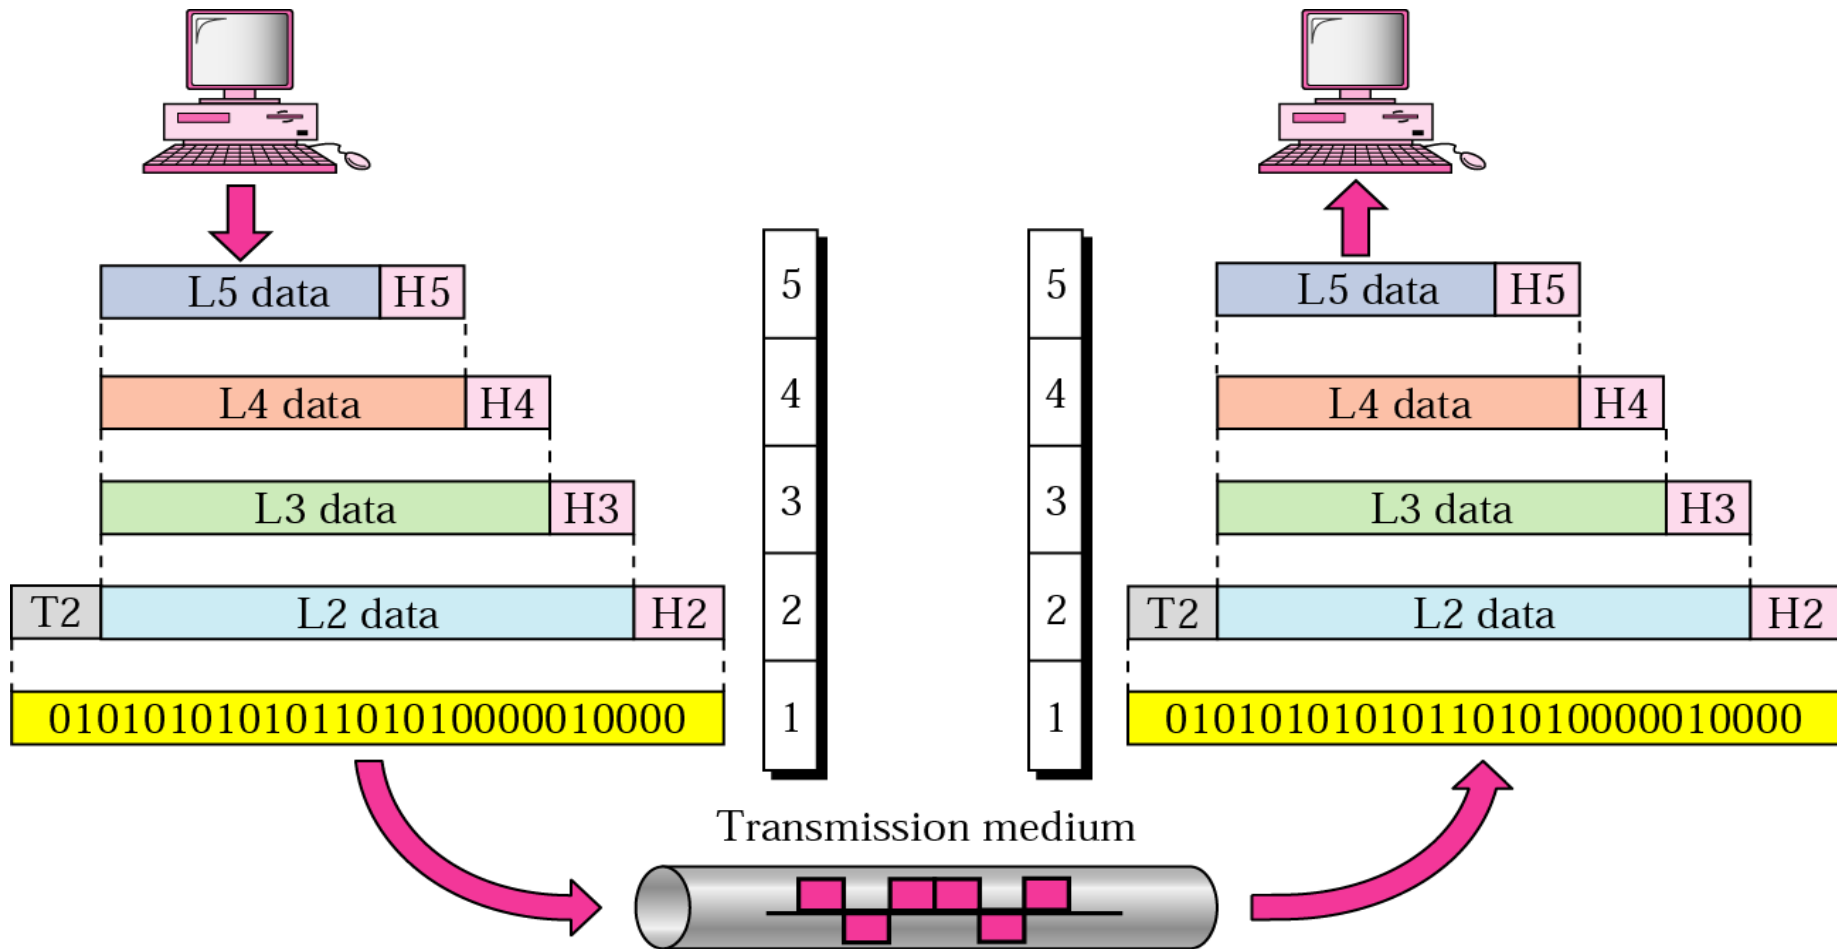 L5 data H5
L4 data H4
L3 data H3
T2 L2 data H2
010101010101101010000010000
5
4
3
2
1
5
4
3
2
1
L5 data H5
L4 data H4
L3 data H3
T2 L2 data H2
010101010101101010000010000
Transmission medium